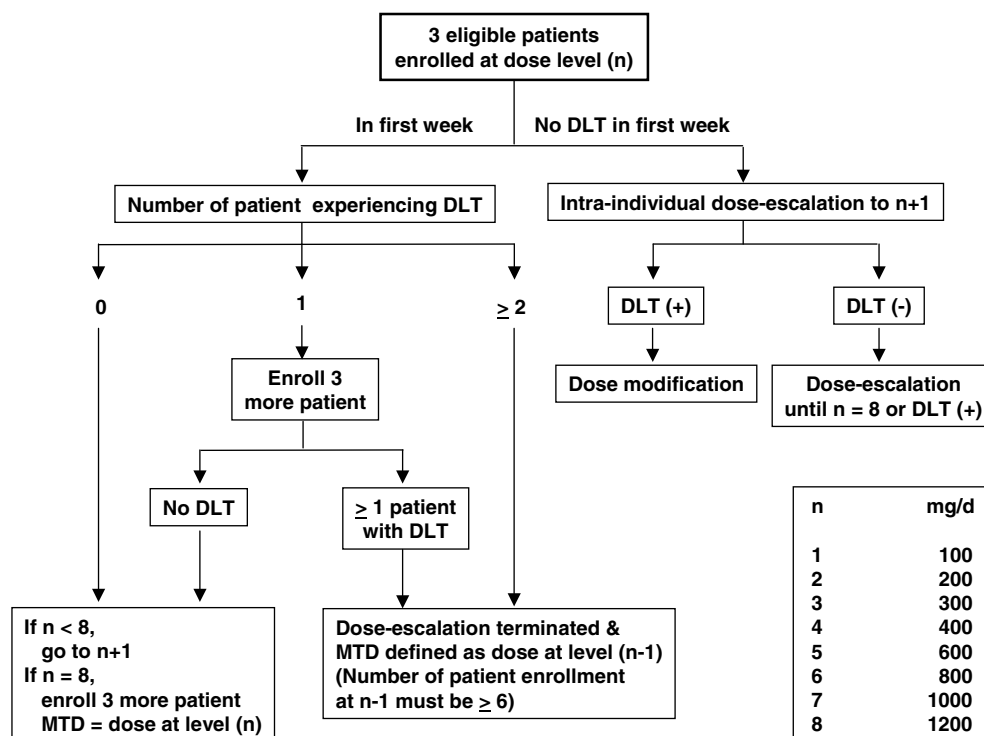 3 eligible patients
enrolled at dose level (n)
In first week
No DLT in first week
Number of patient experiencing DLT
Intra-individual dose-escalation to n+1
0
1
≥ 2
DLT (+)
DLT (-)
Enroll 3
more patient
Dose modification
Dose-escalation
until n = 8 or DLT (+)
No DLT
≥ 1 patient
with DLT
If n < 8,
go to n+1
If n = 8,
enroll 3 more patient
MTD = dose at level (n)
Dose-escalation terminated &
MTD defined as dose at level (n-1)
(Number of patient enrollment
at n-1 must be ≥ 6)
n mg/d
1 100
2 200
3 300
4 400
5 600
6 800
7 1000
8 1200